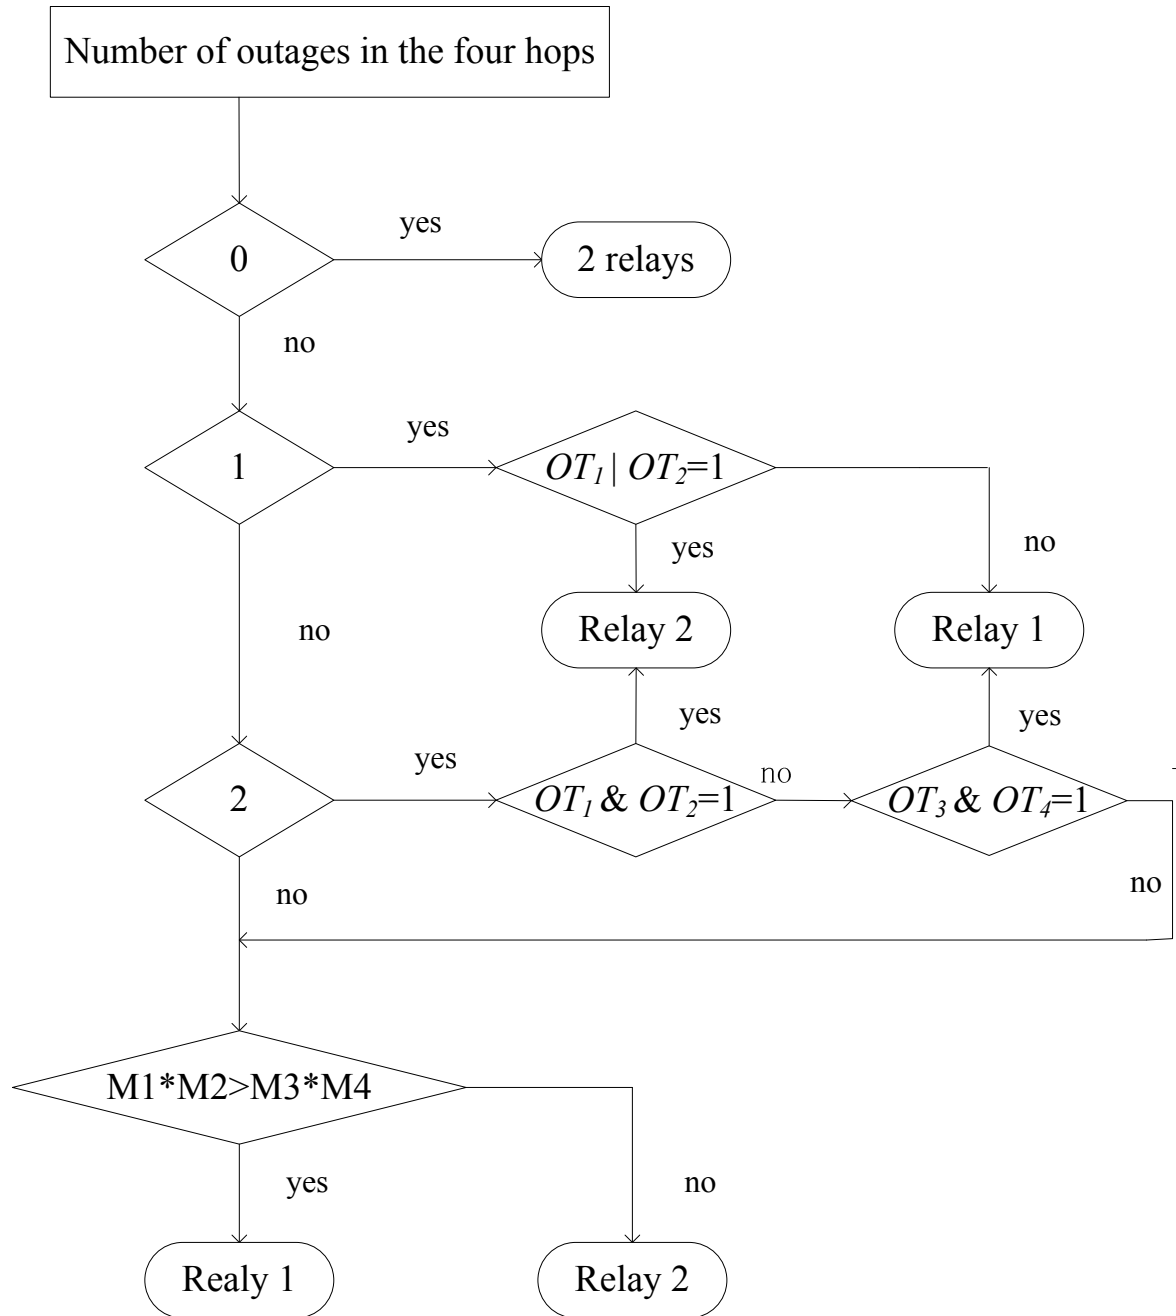 Number of outages in the four hops
yes
0
2 relays
no
yes
1
OT1 | OT2=1
yes
no
no
Relay 2
Relay 1
yes
yes
yes
no
2
OT1 & OT2=1
OT3 & OT4=1
no
no
M1*M2>M3*M4
yes
no
Realy 1
Relay 2